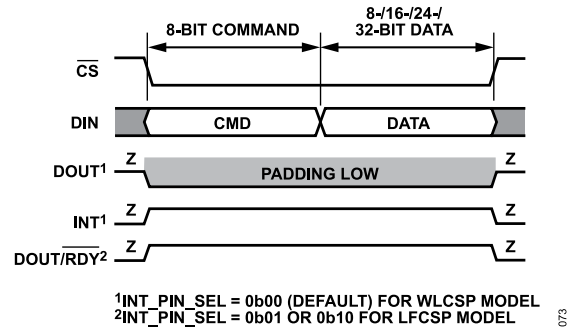 8-BIT COMMAND
8-/16-/24-/
32-BIT DATA
CS
DIN
CMD
DATA
Z
Z
DOUT1
PADDING LOW
Z
Z
INT1
Z
Z
DOUT/RDY2
1INT_PIN_SEL = 0b00 (DEFAULT) FOR WLCSP MODEL
2INT_PIN_SEL = 0b01 OR 0b10 FOR LFCSP MODEL
073